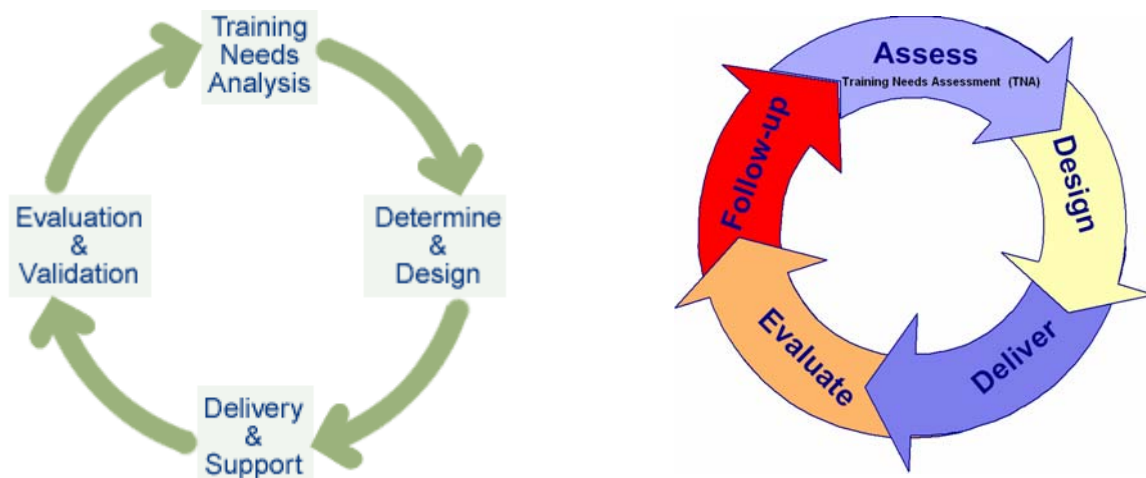 Training
Needs
Analysis
Determine
&
Design
Delivery
&
Support
Evaluation
&
Validation
Assess
Training Needs Assessment (TNA)
Design
Deliver
Evaluate
Follow-up